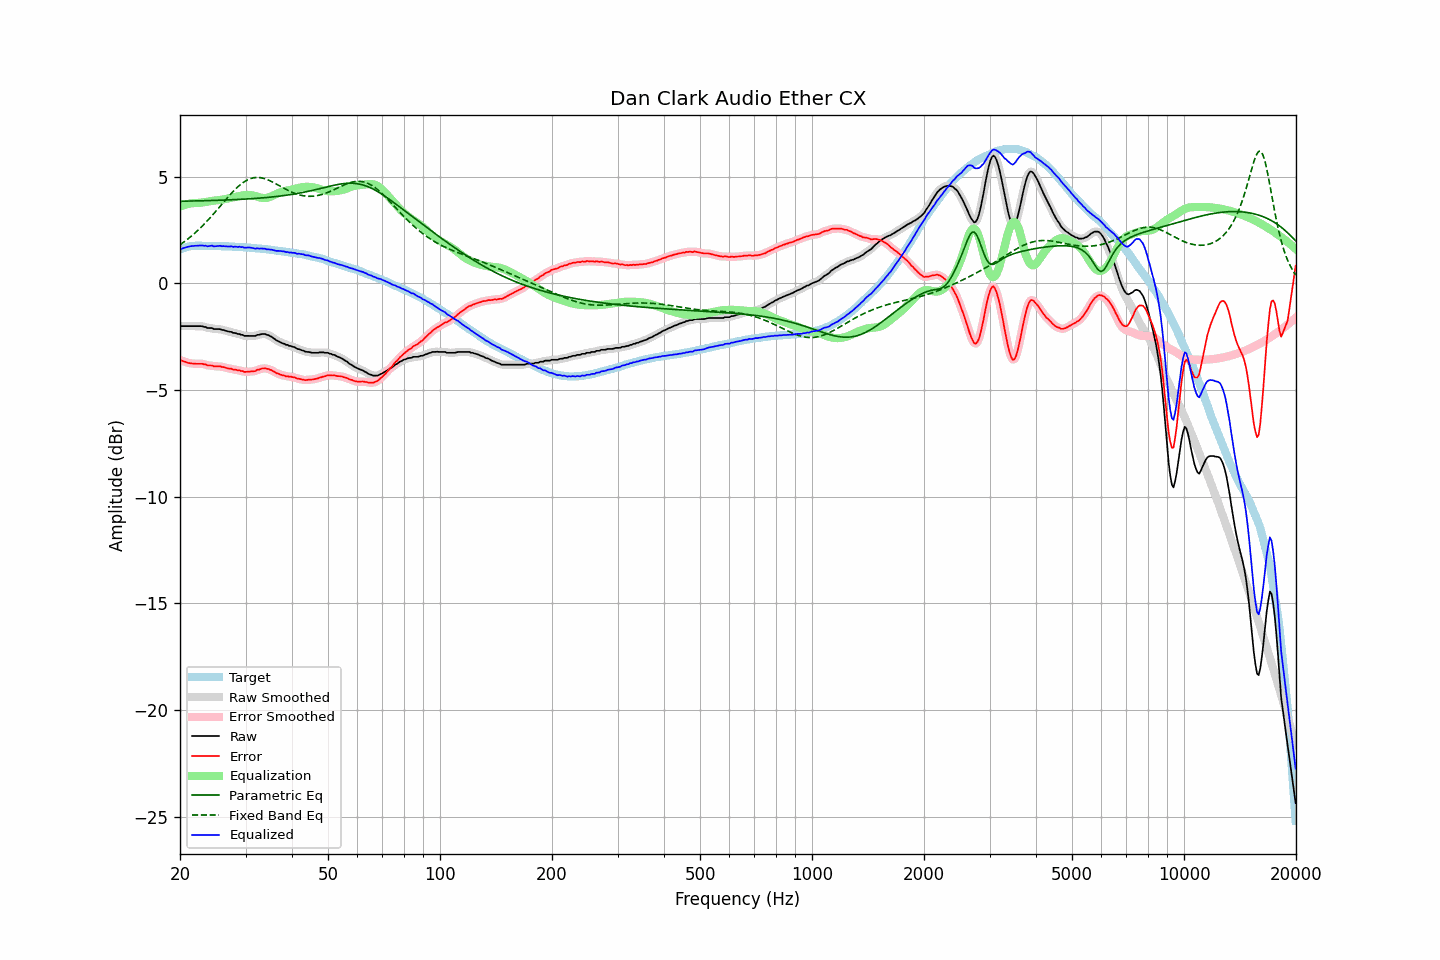 Dan Clark Audio Ether CX
Amplitude (dBr)
5
0
−5
−10
−15
−20
−25
Target
Raw Smoothed
Error Smoothed
Raw
Error
Equalization
Parametric Eq
Fixed Band Eq
Equalized
20 50 100 200 500 1000 2000 5000 10000 20000
Frequency (Hz)